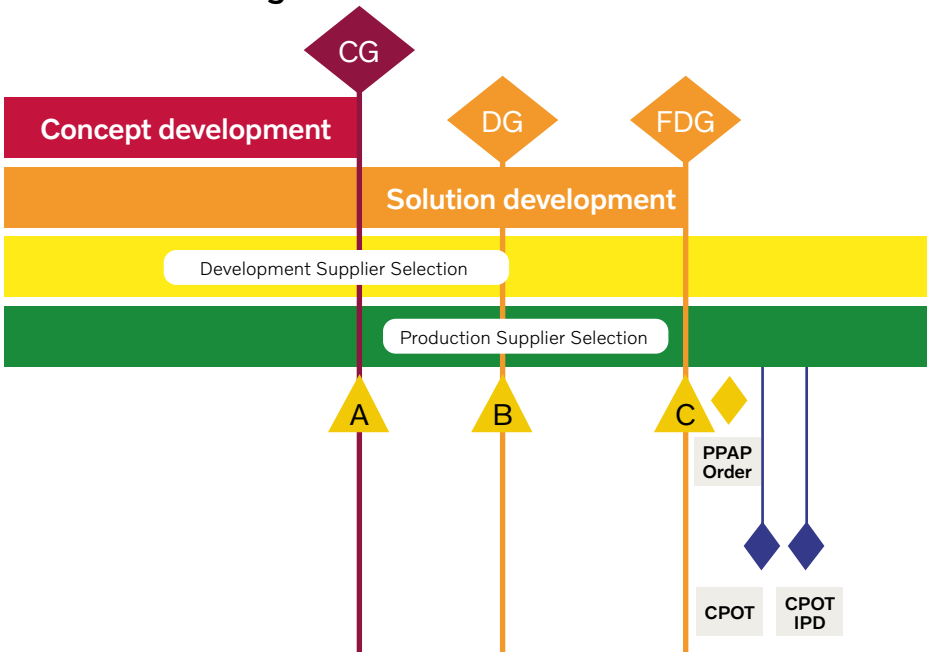 CG
DG
FDG
Concept development
Solution development
Development Supplier Selection
Production Supplier Selection
A
B
C
PPAP
Order
CPOT
CPOT
IPD